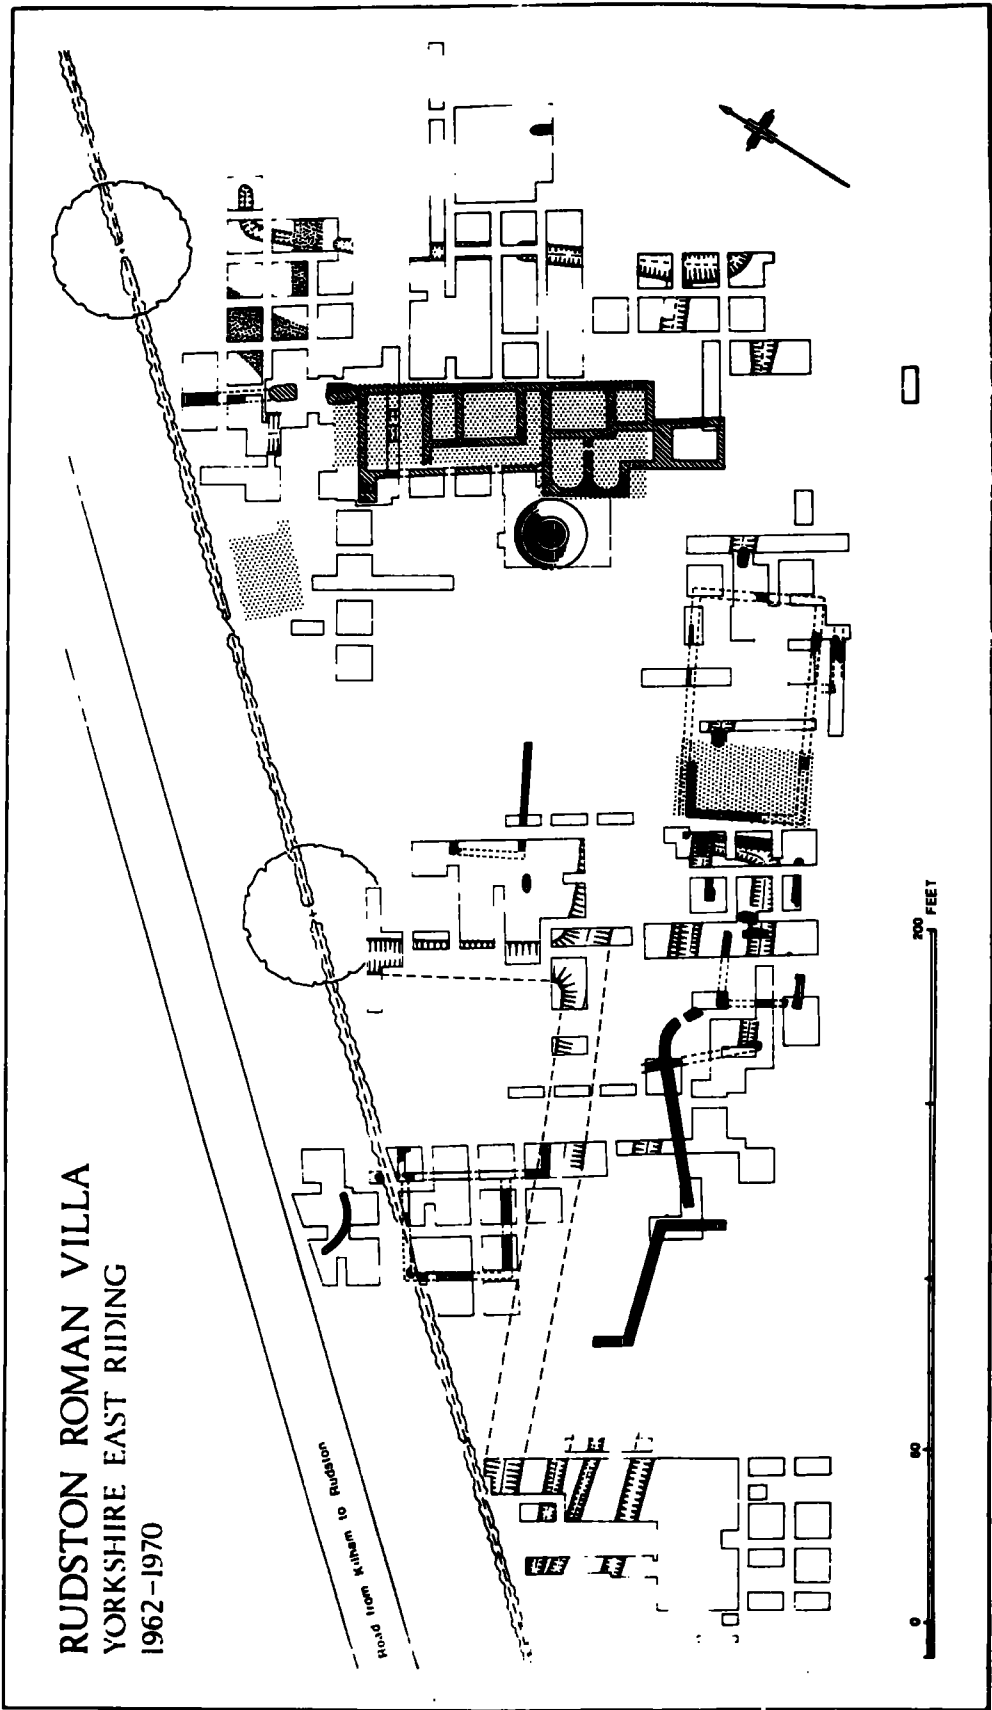 RUDSTON ROMAN VILLA
YORKSHIRE EAST RIDING
1962-1970
Road from Kilham to Rudston
0
50
200
FEET